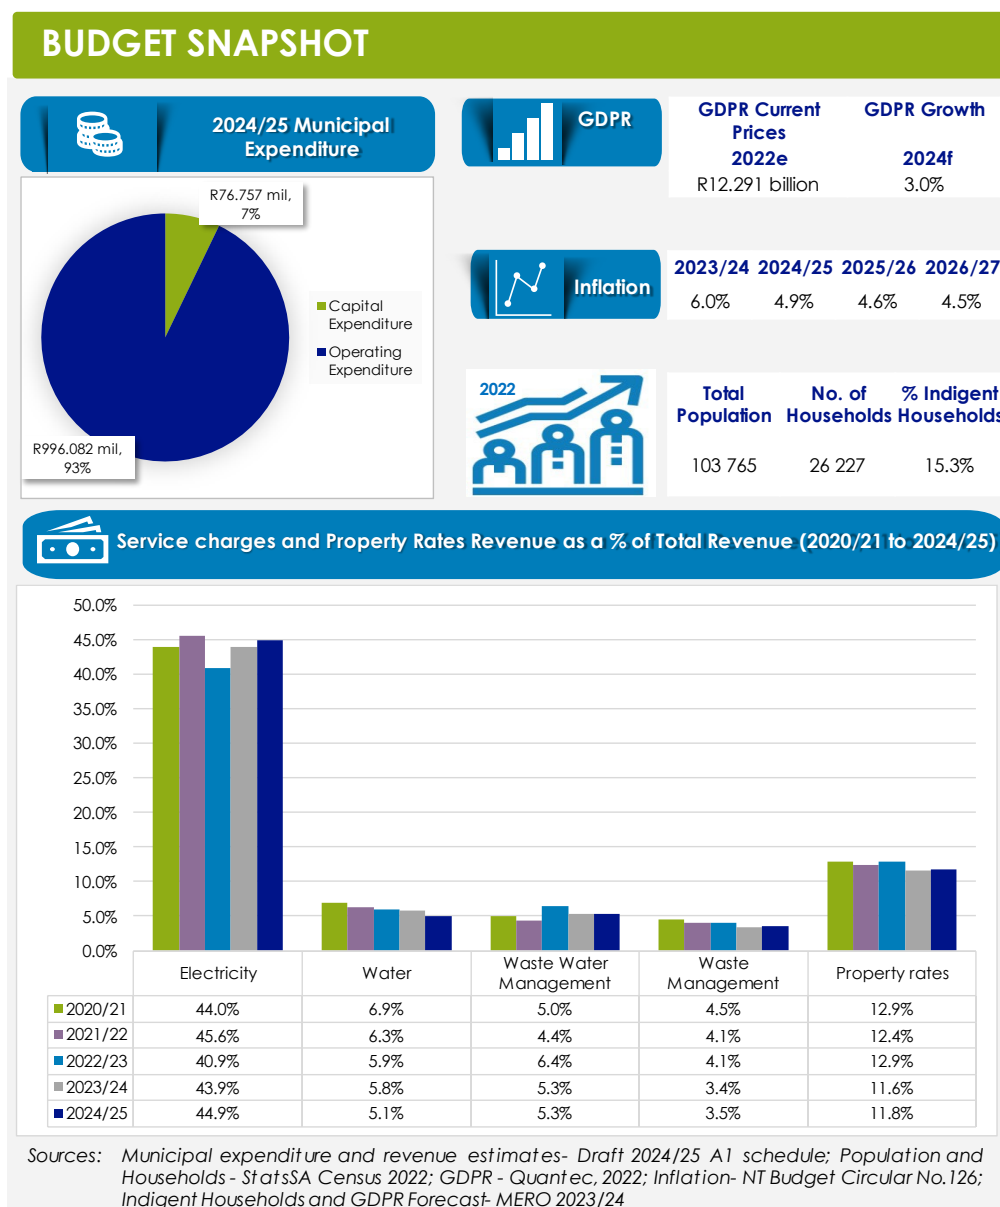 BUDGET SNAPSHOT
2024/25 Municipal
Expenditure
R76.757 mil,
7%
Capital
Expenditure
Operating
Expenditure
R996.082 mil,
93%
GDPR
GDPR Current
Prices
GDPR Growth
2022e
2024f
R12.291 billion
3.0%
Inflation
2023/24 2024/25 2025/26 2026/27
6.0% 4.9% 4.6% 4.5%
2022
Total
Population
No. of
Households
% Indigent
Households
103 765 26 227 15.3%
Service charges and Property Rates Revenue as a % of Total Revenue (2020/21 to 2024/25)
50.0%
45.0%
40.0%
35.0%
30.0%
25.0%
20.0%
15.0%
10.0%
5.0%
0.0%
Electricity
Water
Waste Water
Management
Waste
Management
Property rates
2020/21 44.0% 6.9% 5.0% 4.5% 12.9%
2021/22 45.6% 6.3% 4.4% 4.1% 12.4%
2022/23 40.9% 5.9% 6.4% 4.1% 12.9%
2023/24 43.9% 5.8% 5.3% 3.4% 11.6%
2024/25 44.9% 5.1% 5.3% 3.5% 11.8%
Sources: Municipal expenditure and revenue estimates- Draft 2024/25 A1 schedule; Population and
Households - StatsSA Census 2022; GDPR - Quantec, 2022; Inflation- NT Budget Circular No.126;
Indigent Households and GDPR Forecast- MERO 2023/24